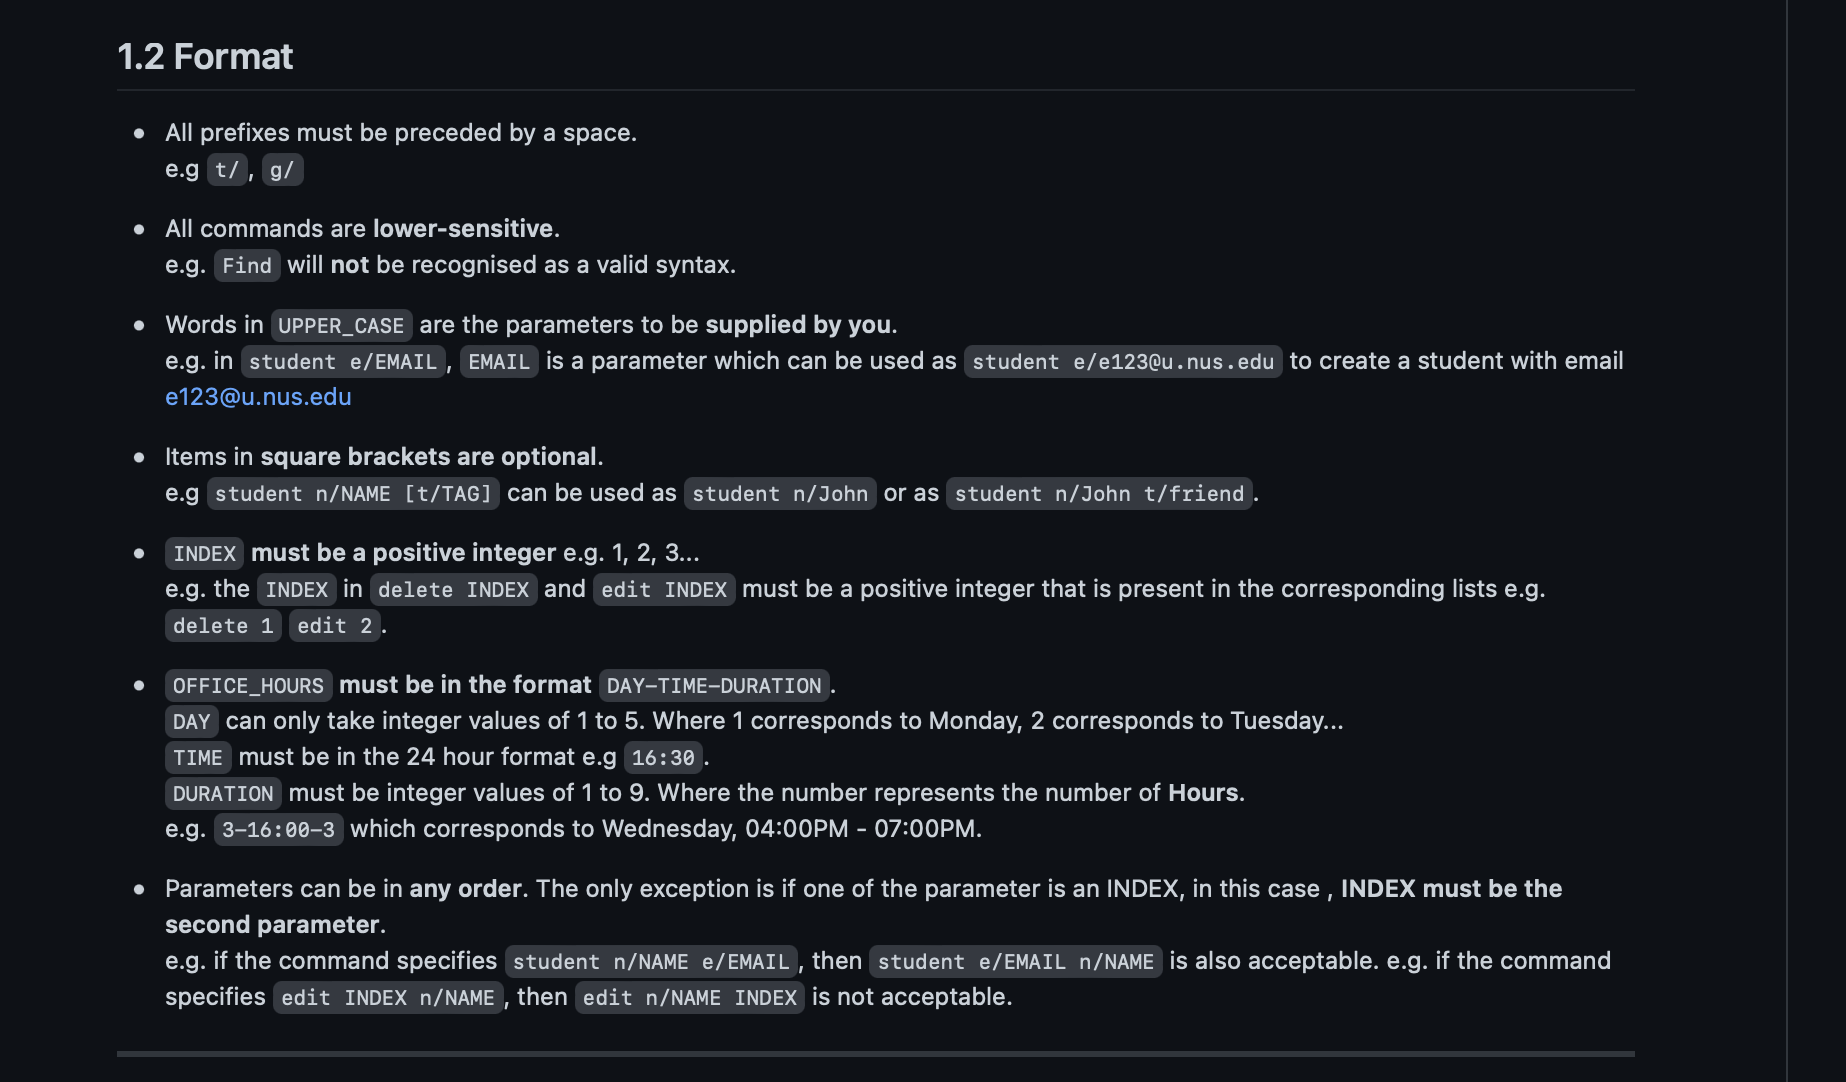 1.2 Format
All prefixes must be preceded by a space.
e.g t/, g/
All commands are lower-sensitive.
e.g. Find will not be recognised as a valid syntax.
Words in UPPER_CASE are the parameters to be supplied by you.
e.g. in student e/EMAIL, EMAIL is a parameter which can be used as student e/e123@u.nus.edu to create a student with email
e123@u.nus.edu
Items in square brackets are optional.
e.g student n/NAME [t/TAG] can be used as student n/John or as student n/John t/friend.
INDEX must be a positive integer e.g. 1, 2, 3...
e.g. the INDEX in delete INDEX and edit INDEX must be a positive integer that is present in the corresponding lists e.g.
delete 1 edit 2.
OFFICE_HOURS must be in the format DAY-TIME-DURATION.
DAY can only take integer values of 1 to 5. Where 1 corresponds to Monday, 2 corresponds to Tuesday...
TIME must be in the 24 hour format e.g 16:30.
DURATION must be integer values of 1 to 9. Where the number represents the number of Hours.
e.g. 3-16:00-3 which corresponds to Wednesday, 04:00PM - 07:00PM.
Parameters can be in any order. The only exception is if one of the parameter is an INDEX, in this case , INDEX must be the
second parameter.
e.g. if the command specifies student n/NAME e/EMAIL, then student e/EMAIL n/NAME is also acceptable. e.g. if the command
specifies edit INDEX n/NAME, then edit n/NAME INDEX is not acceptable.